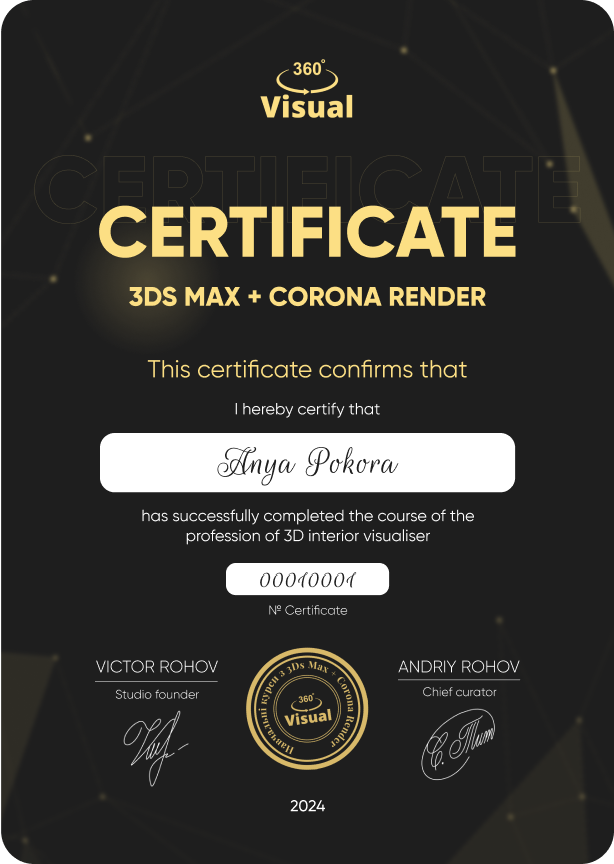 360°
Visual
CERTIFICATE
CERTIFICATE
3DS MAX + CORONA RENDER
This certificate confirms that
I hereby certify that
Anya Pokora
has successfully completed the course of the
profession of 3D interior visualiser
00010001
№ Certificate
VICTOR ROHOV
Studio founder
Навчальні курси з 3Ds Max + Corona Render
360°
Visual
ANDRIY ROHOV
Chief curator
2024